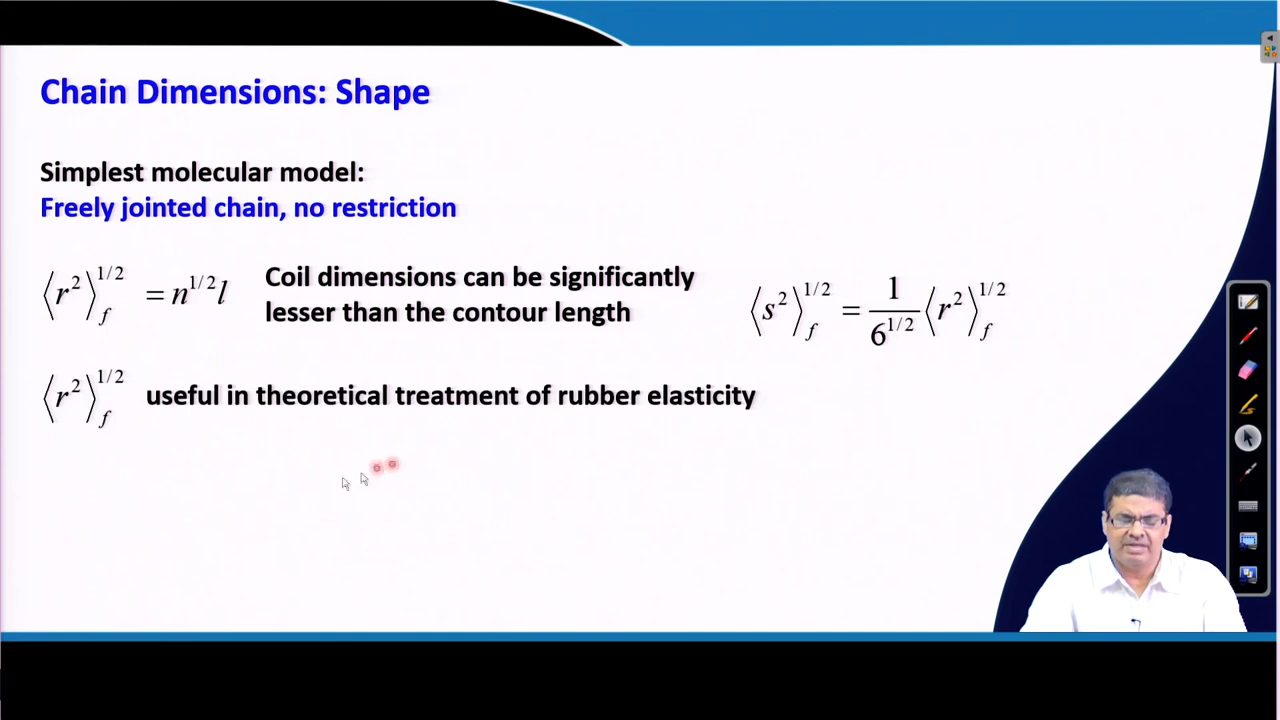 Chain Dimensions: Shape
Simplest molecular model:
Freely jointed chain, no restriction
⟨r²⟩_f^{1/2} = n^{1/2} l
Coil dimensions can be significantly
lesser than the contour length
⟨s²⟩_f^{1/2} = \frac{1}{6^{1/2}} ⟨r²⟩_f^{1/2}
⟨r²⟩_f^{1/2} useful in theoretical treatment of rubber elasticity